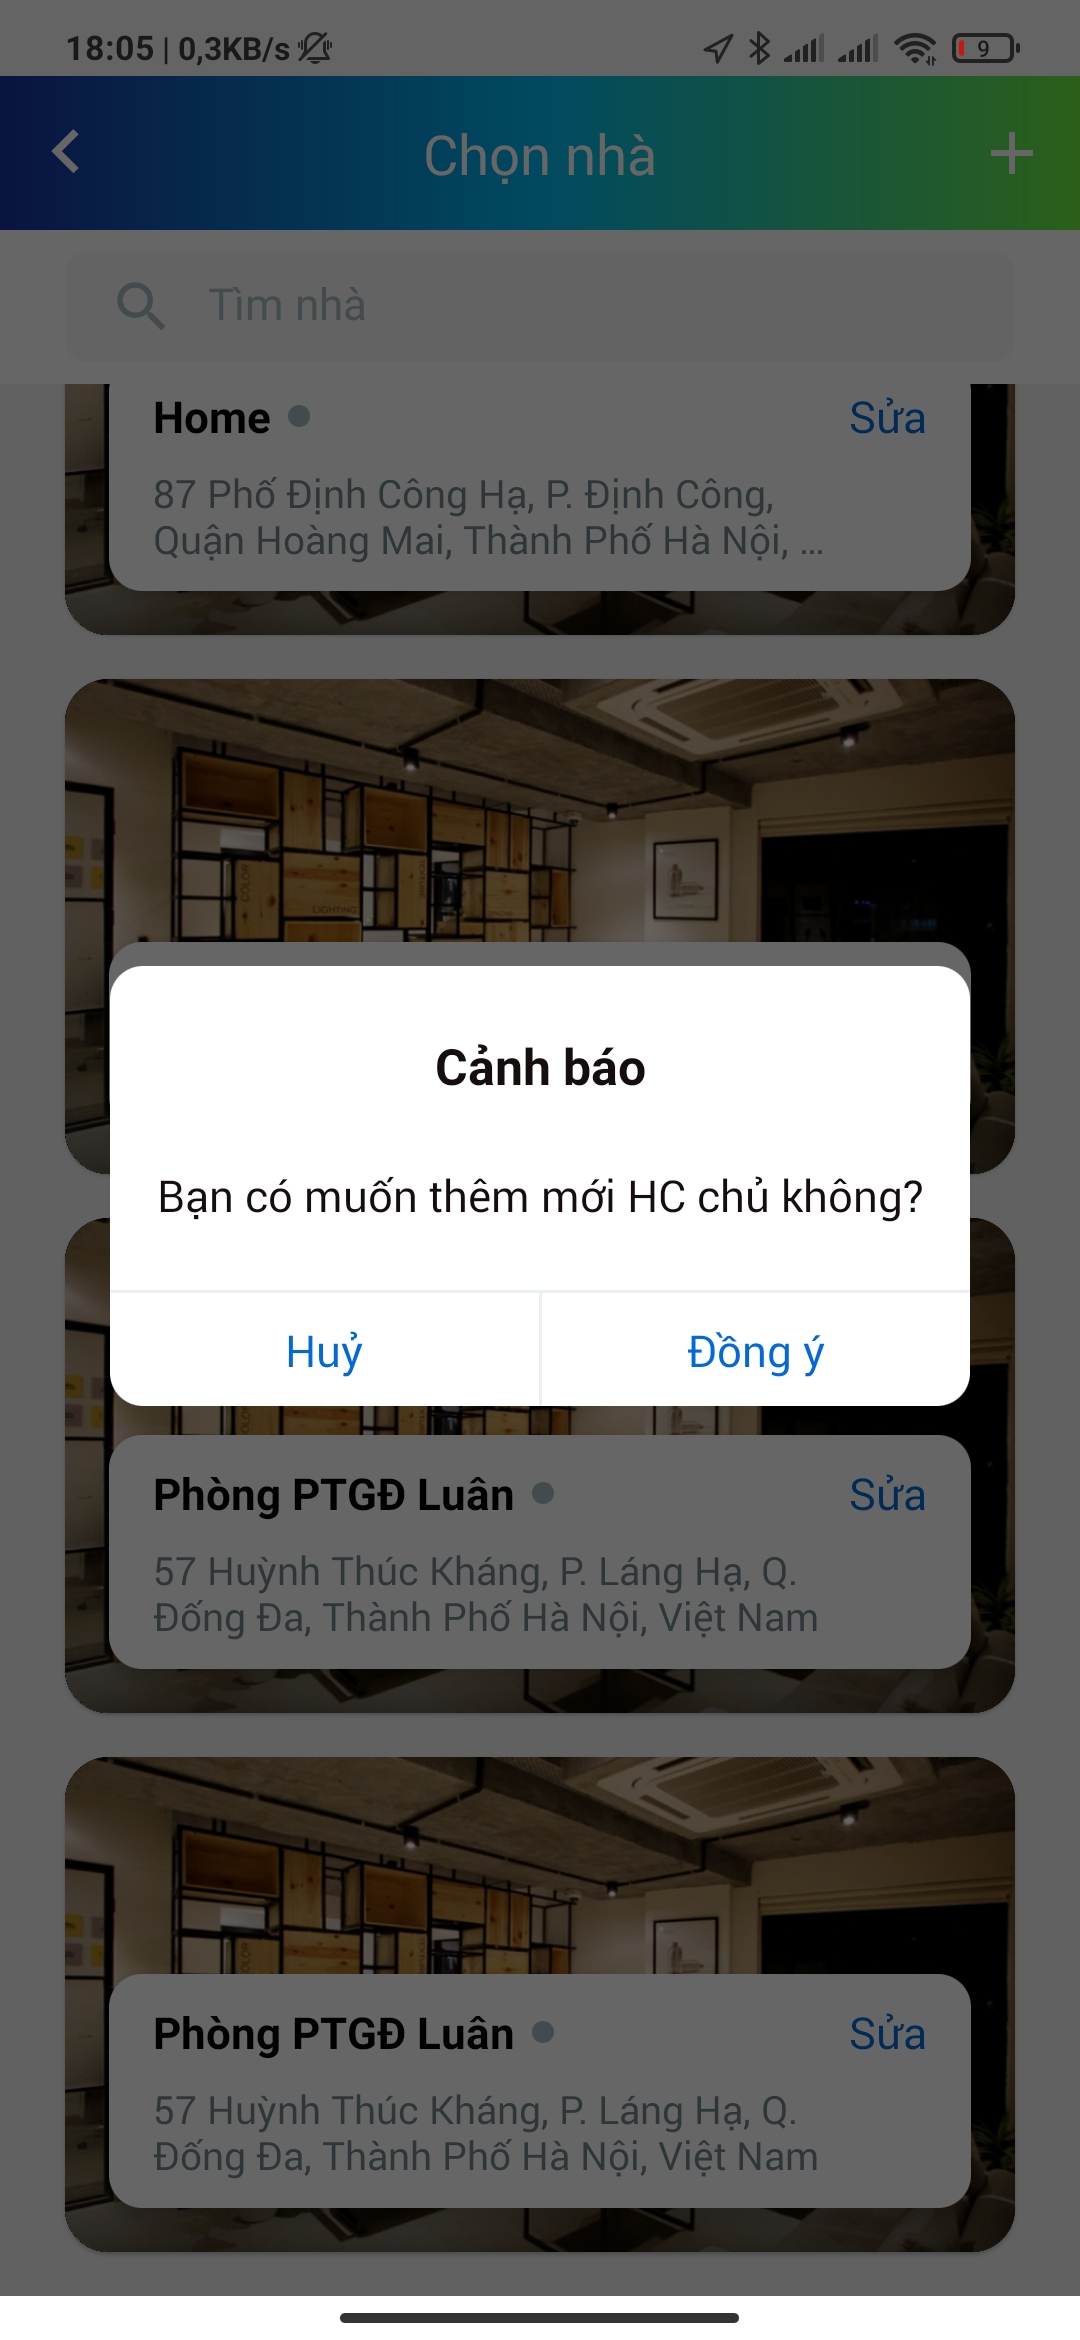 18:05 | 0,3KB/s
9
Chọn nhà
Tìm nhà
Home
Sửa
87 Phố Định Công Hạ, P. Định Công,
Quận Hoàng Mai, Thành Phố Hà Nội, ...
COLOR
LIGHTING
Cảnh báo
Bạn có muốn thêm mới HC chủ không?
Huỷ
Đồng ý
Phòng PTGĐ Luân
Sửa
57 Huỳnh Thúc Kháng, P. Láng Hạ, Q.
Đống Đa, Thành Phố Hà Nội, Việt Nam
COLOR
Phòng PTGĐ Luân
Sửa
57 Huỳnh Thúc Kháng, P. Láng Hạ, Q.
Đống Đa, Thành Phố Hà Nội, Việt Nam